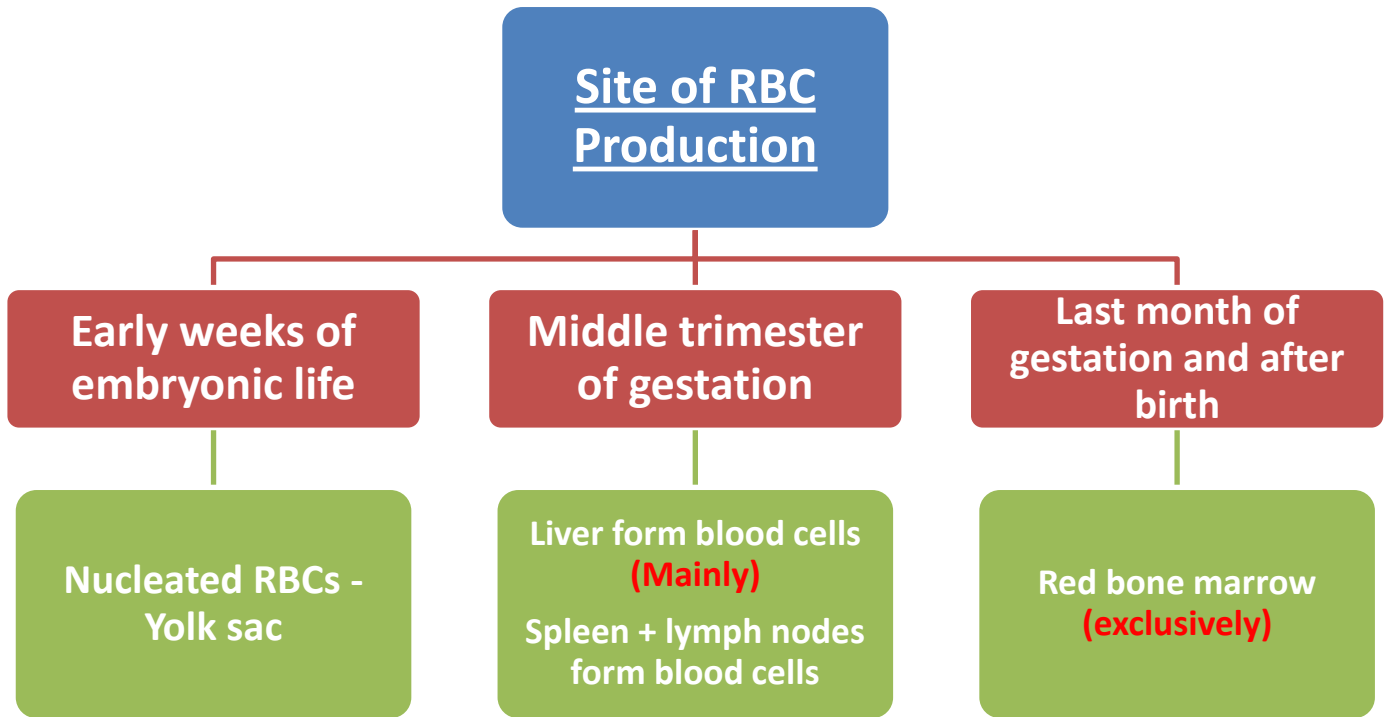 Site of RBC
Production
Early weeks of
embryonic life
Middle trimester
of gestation
Last month of
gestation and after
birth
Nucleated RBCs -
Yolk sac
Liver form blood cells
(Mainly)
Spleen + lymph nodes
form blood cells
Red bone marrow
(exclusively)